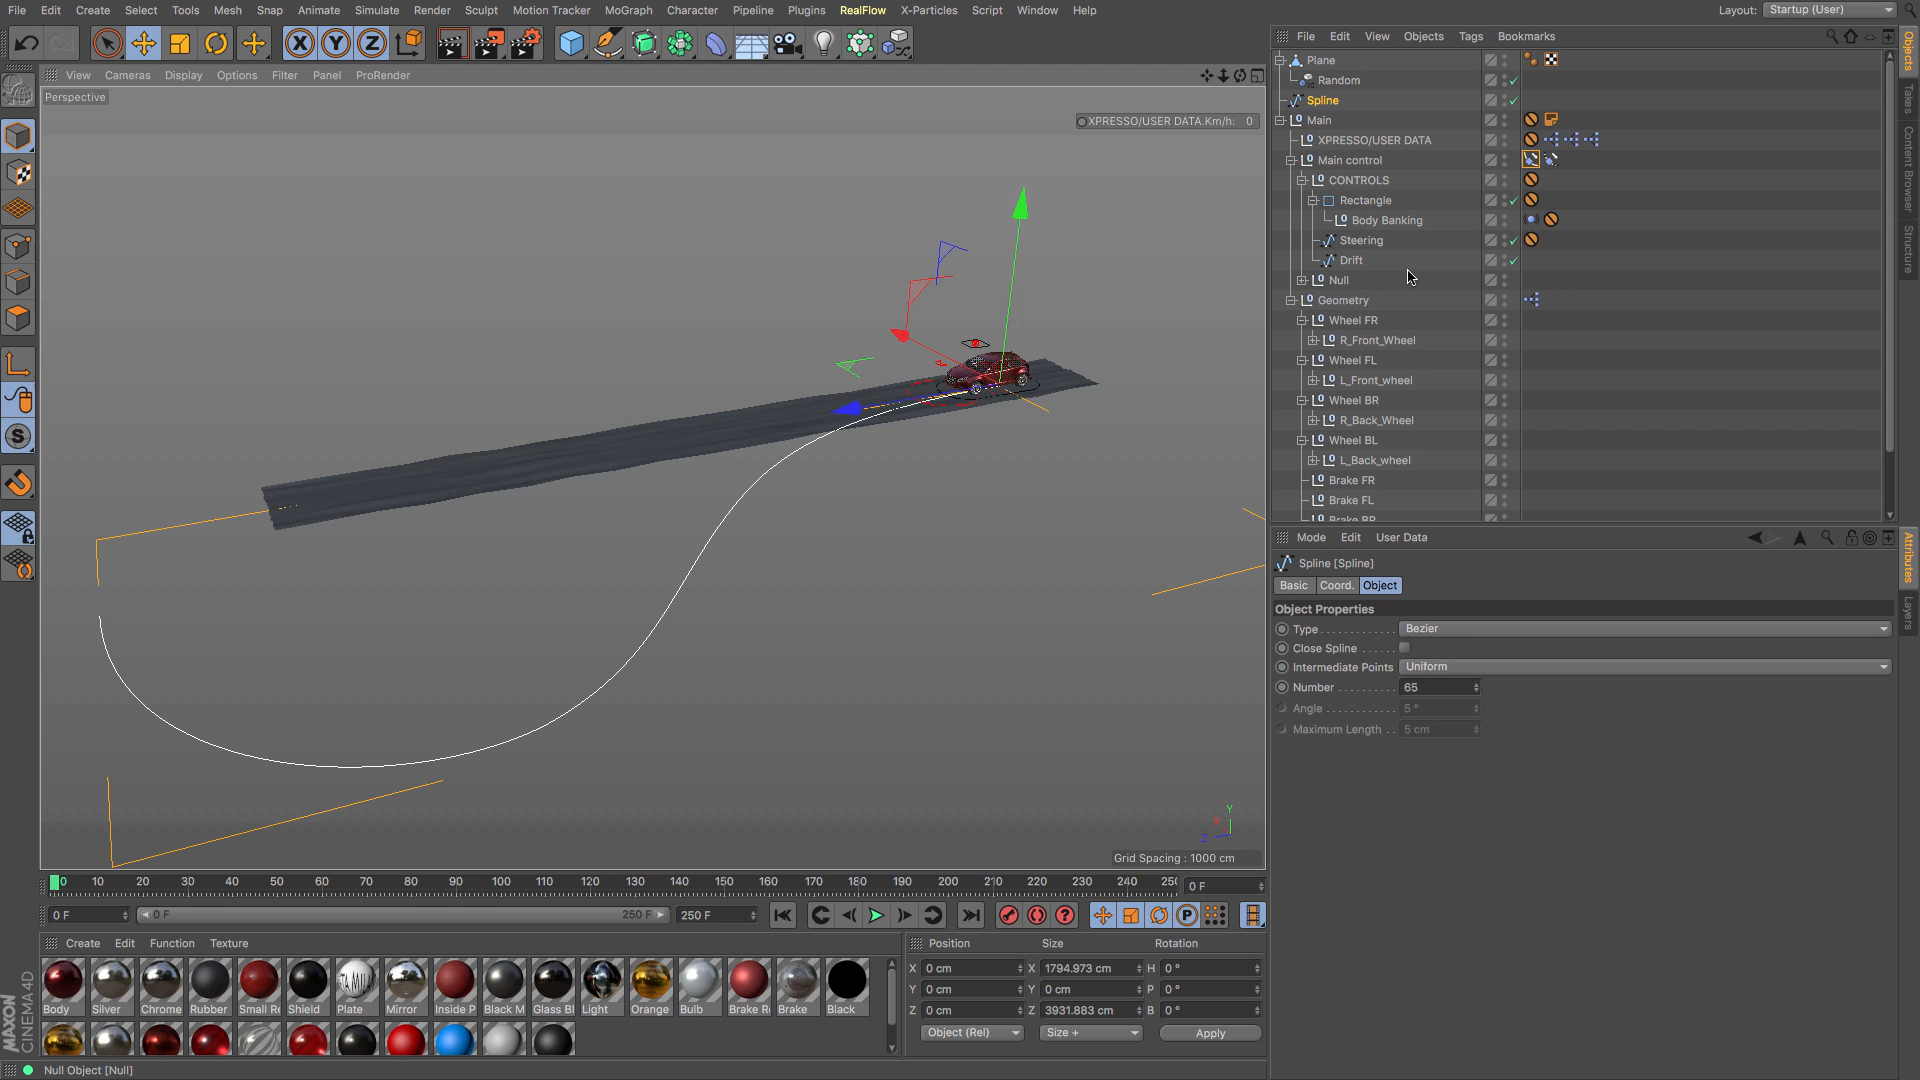 File Edit Create Select Tools Mesh Snap Animate Simulate Render Sculpt Motion Tracker MoGraph Character Pipeline Plugins RealFlow X-Particles Script Window Help Layout: Startup (User)
File Edit View Objects Tags Bookmarks
Objects
Takes
Content Browser
Structure
View Cameras Display Options Filter Panel ProRender
Perspective
XPRESSO/USER DATA.Km/h: 0
Plane
Random
Spline
Main
XPRESSO/USER DATA
Main control
CONTROLS
Rectangle
Body Banking
Steering
Drift
Null
Geometry
Wheel FR
R_Front_Wheel
Wheel FL
L_Front_wheel
Wheel BR
R_Back_Wheel
Wheel BL
L_Back_wheel
Brake FR
Brake FL
Brake BR
Mode Edit User Data
Attributes
Layers
Spline [Spline]
Basic Coord. Object
Object Properties
Type Bezier
Close Spline
Intermediate Points Uniform
Number 65
Angle 5 °
Maximum Length 5 cm
Y
X
Z
Grid Spacing : 1000 cm
0 10 20 30 40 50 60 70 80 90 100 110 120 130 140 150 160 170 180 190 200 210 220 230 240 250 0 F
0 F 0 F 250 F 250 F
Create Edit Function Texture
Body Silver Chrome Rubber Small Re Shield Plate Mirror Inside P Black M Glass Bl Light Orange Bulb Brake Re Brake Black
Position Size Rotation
X 0 cm X 1794.973 cm H 0 °
Y 0 cm Y 0 cm P 0 °
Z 0 cm Z 3931.883 cm B 0 °
Object (Rel) Size + Apply
MAXON
CINEMA 4D
Null Object [Null]